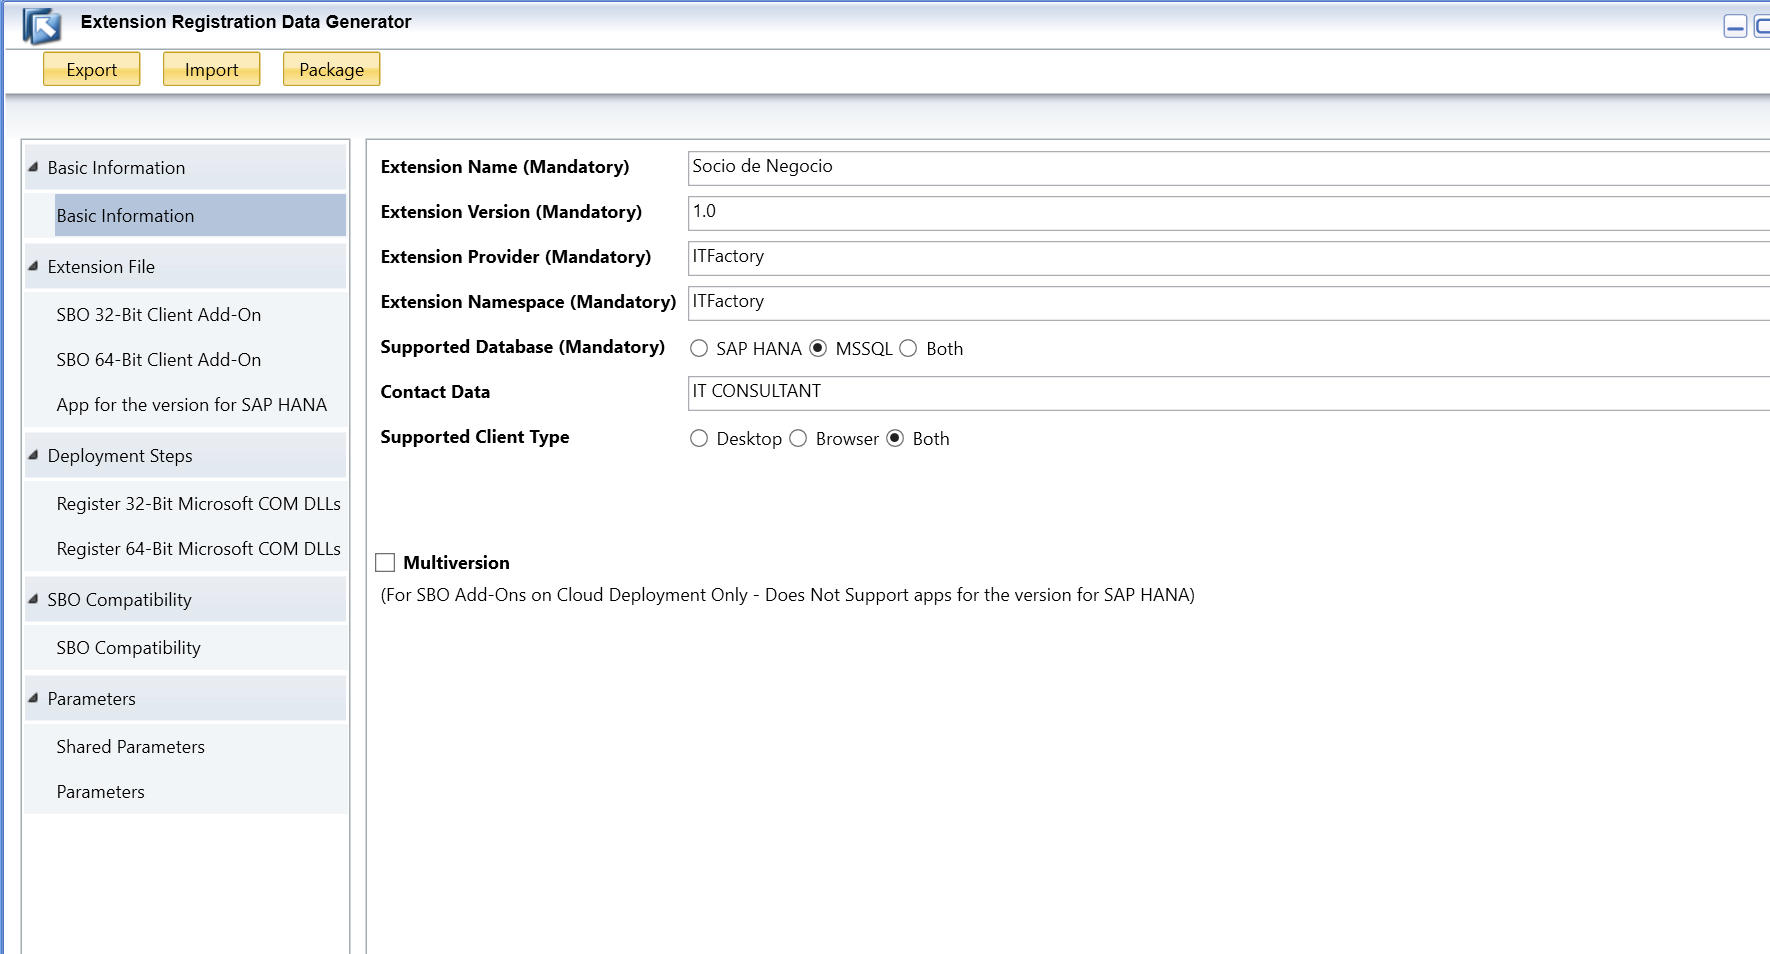 Extension Registration Data Generator
Export Import Package
Basic Information
Basic Information
Extension File
SBO 32-Bit Client Add-On
SBO 64-Bit Client Add-On
App for the version for SAP HANA
Deployment Steps
Register 32-Bit Microsoft COM DLLs
Register 64-Bit Microsoft COM DLLs
SBO Compatibility
SBO Compatibility
Parameters
Shared Parameters
Parameters
Extension Name (Mandatory) Socio de Negocio
Extension Version (Mandatory) 1.0
Extension Provider (Mandatory) ITFactory
Extension Namespace (Mandatory) ITFactory
Supported Database (Mandatory) SAP HANA MSSQL Both
Contact Data IT CONSULTANT
Supported Client Type Desktop Browser Both
Multiversion
(For SBO Add-Ons on Cloud Deployment Only - Does Not Support apps for the version for SAP HANA)